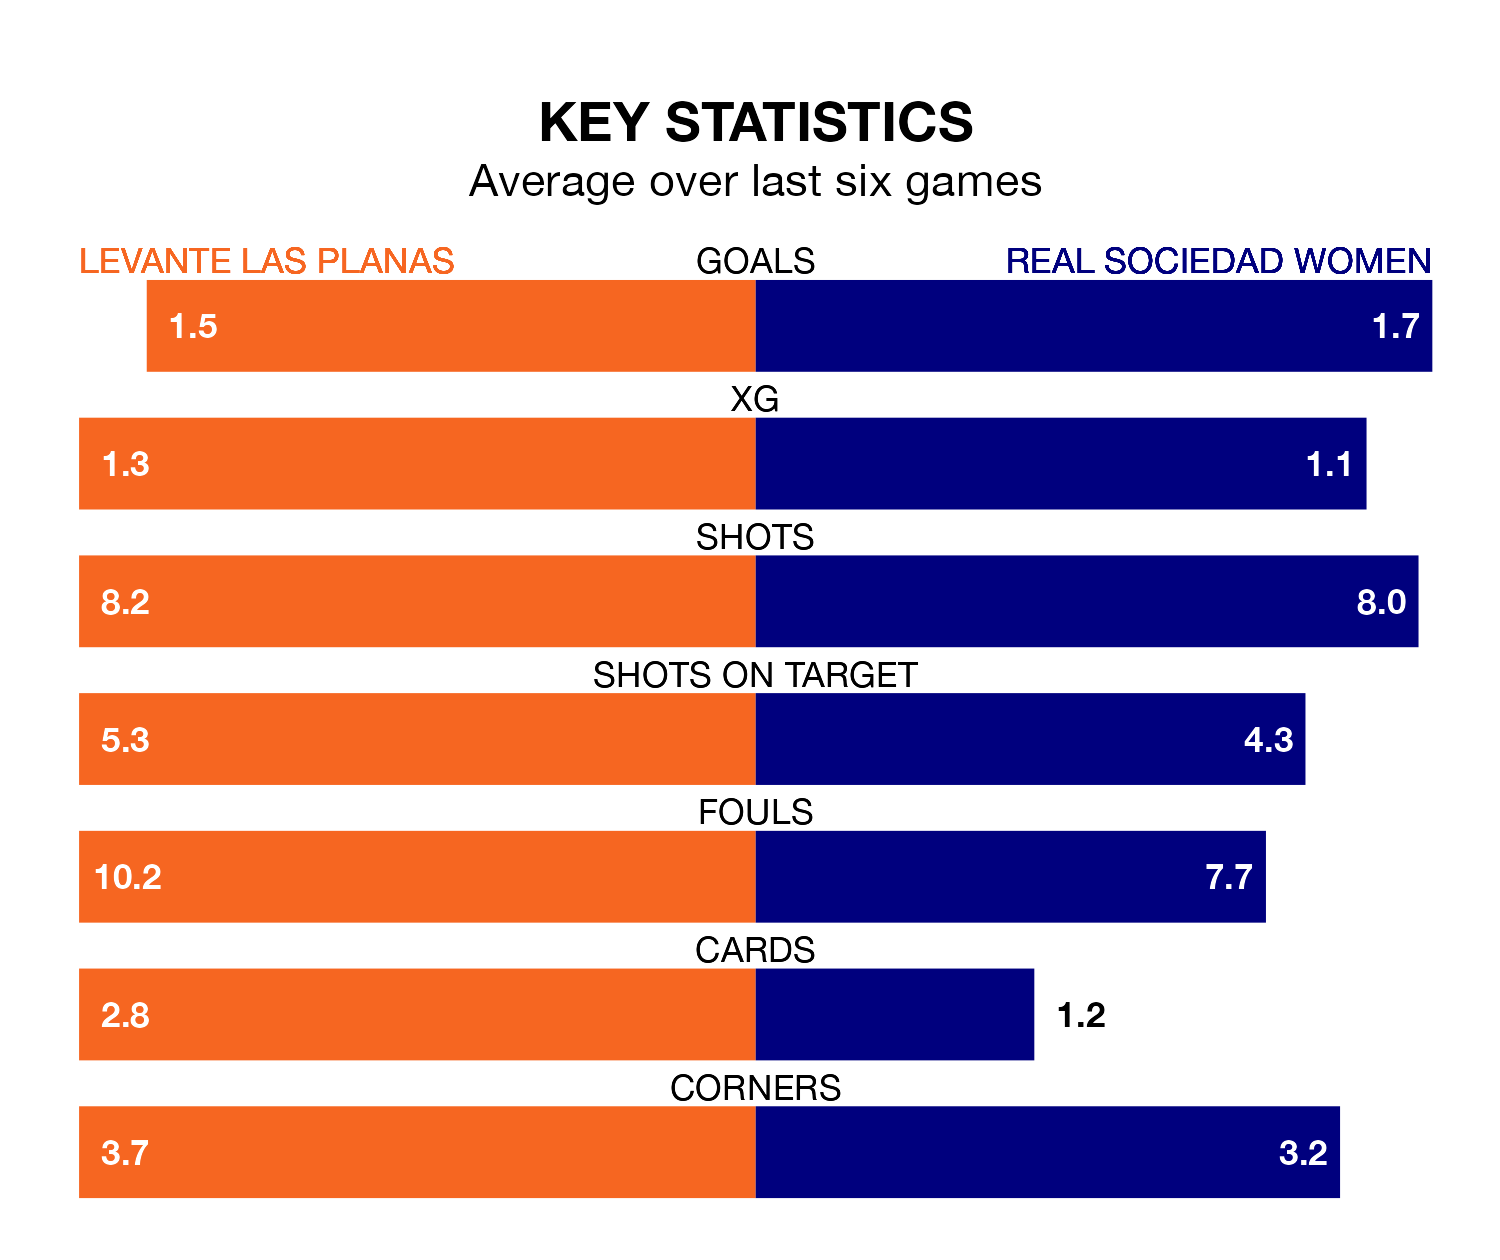 KEY STATISTICS
Average over last six games
LEVANTE LAS PLANAS GOALS REAL SOCIEDAD WOMEN
1.5 1.7
XG
1.3 1.1
SHOTS
8.2 8.0
SHOTS ON TARGET
5.3 4.3
FOULS
10.2 7.7
CARDS
2.8 1.2
CORNERS
3.7 3.2